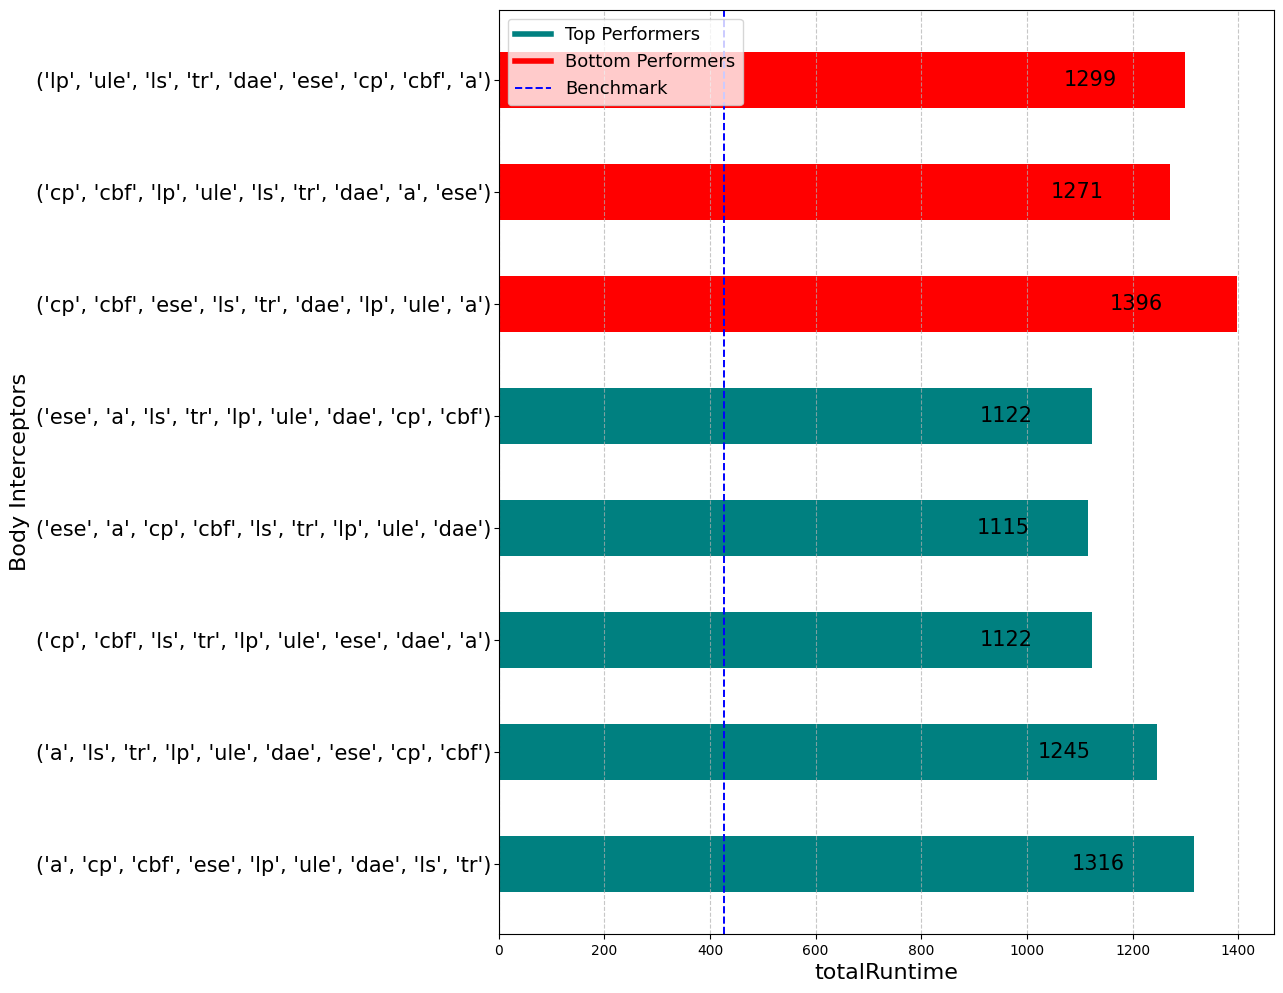 Top Performers
Bottom Performers
Benchmark
('lp', 'ule', 'ls', 'tr', 'dae', 'ese', 'cp', 'cbf', 'a')
1299
('cp', 'cbf', 'lp', 'ule', 'ls', 'tr', 'dae', 'a', 'ese')
1271
('cp', 'cbf', 'ese', 'ls', 'tr', 'dae', 'lp', 'ule', 'a')
1396
('ese', 'a', 'ls', 'tr', 'lp', 'ule', 'dae', 'cp', 'cbf')
1122
('ese', 'a', 'cp', 'cbf', 'ls', 'tr', 'lp', 'ule', 'dae')
1115
('cp', 'cbf', 'ls', 'tr', 'lp', 'ule', 'ese', 'dae', 'a')
1122
('a', 'ls', 'tr', 'lp', 'ule', 'dae', 'ese', 'cp', 'cbf')
1245
('a', 'cp', 'cbf', 'ese', 'lp', 'ule', 'dae', 'ls', 'tr')
1316
Body Interceptors
0 200 400 600 800 1000 1200 1400
totalRuntime